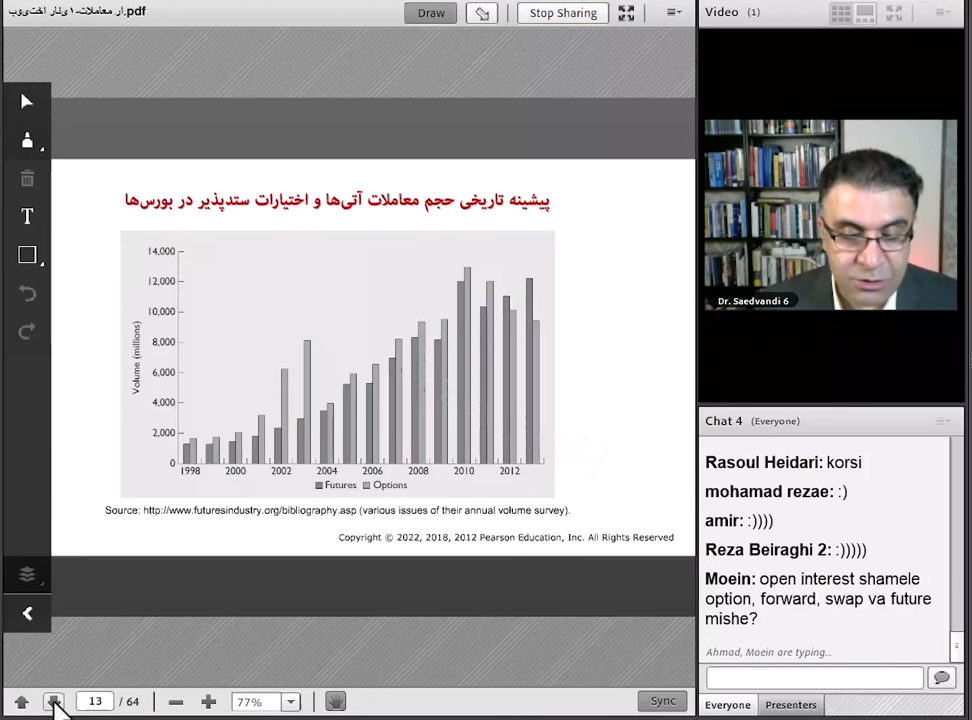 ار معاملات-1‌ینار اخت‌ی‌وب.pdf
Draw
Stop Sharing
Video (1)
پیشینه تاریخی حجم معاملات آتی‌ها و اختیارات ستدپذیر در بورس‌ها
Volume (millions)
14,000
12,000
10,000
8,000
6,000
4,000
2,000
0
1998 2000 2002 2004 2006 2008 2010 2012
Futures Options
Source: http://www.futuresindustry.org/bibliography.asp (various issues of their annual volume survey).
Copyright © 2022, 2018, 2012 Pearson Education, Inc. All Rights Reserved
T
13 / 64
77%
Sync
Dr. Saedvandi 6
Chat 4 (Everyone)
Rasoul Heidari: korsi
mohamad rezae: :)
amir: :))))
Reza Beiraghi 2: :)))))
Moein: open interest shamele
option, forward, swap va future
mishe?
Ahmad, Moein are typing...
Everyone Presenters